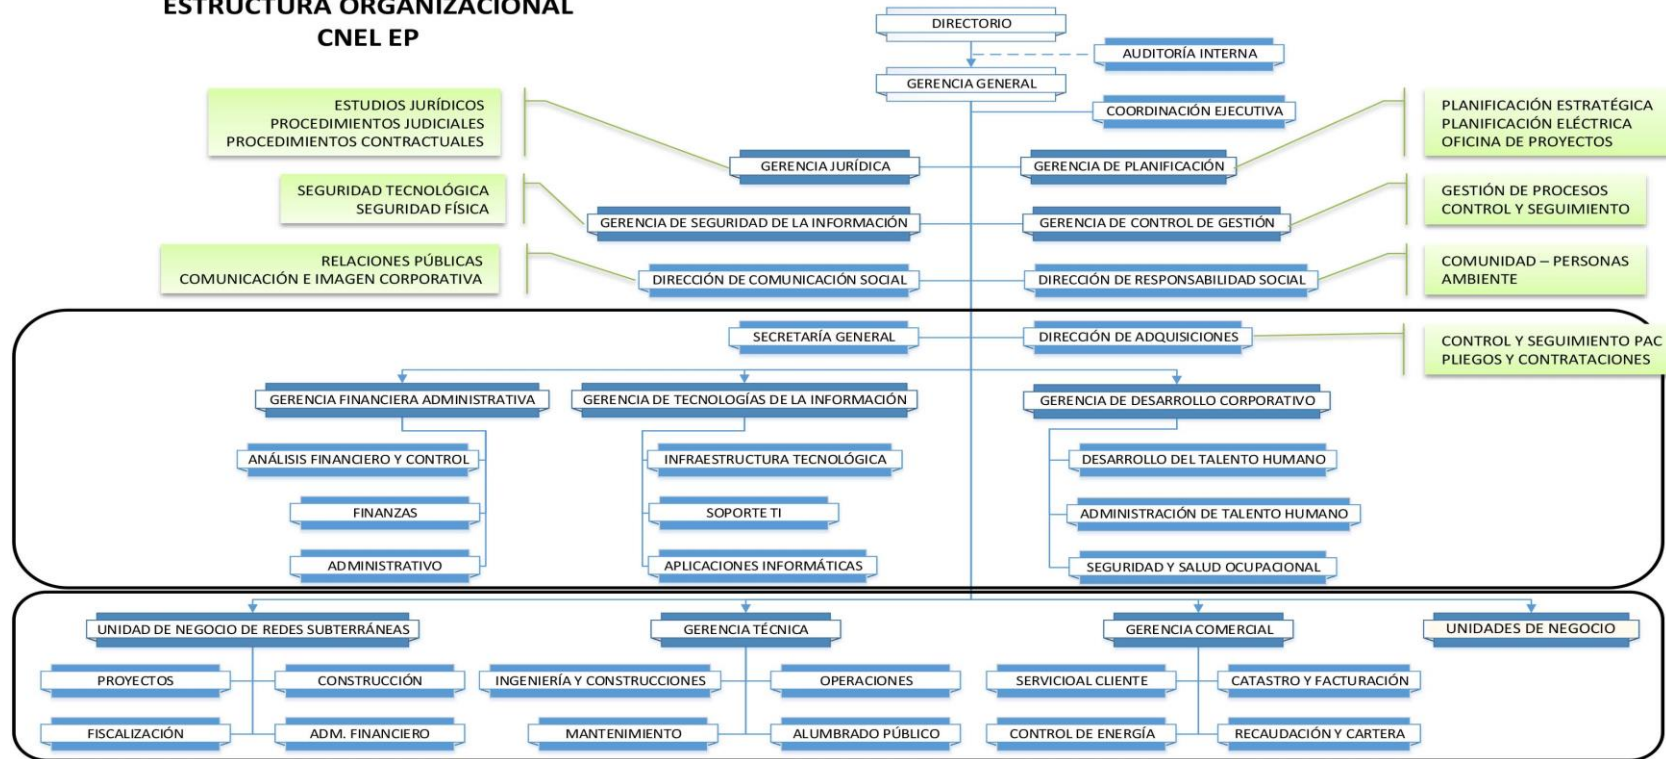 ESTRUCTURA ORGANIZACIONAL
CNEL EP
DIRECTORIO
AUDITORÍA INTERNA
GERENCIA GENERAL
COORDINACIÓN EJECUTIVA
ESTUDIOS JURÍDICOS
PROCEDIMIENTOS JUDICIALES
PROCEDIMIENTOS CONTRACTUALES
GERENCIA JURÍDICA
GERENCIA DE PLANIFICACIÓN
PLANIFICACIÓN ESTRATÉGICA
PLANIFICACIÓN ELÉCTRICA
OFICINA DE PROYECTOS
SEGURIDAD TECNOLÓGICA
SEGURIDAD FÍSICA
GERENCIA DE SEGURIDAD DE LA INFORMACIÓN
GERENCIA DE CONTROL DE GESTIÓN
GESTIÓN DE PROCESOS
CONTROL Y SEGUIMIENTO
RELACIONES PÚBLICAS
COMUNICACIÓN E IMAGEN CORPORATIVA
DIRECCIÓN DE COMUNICACIÓN SOCIAL
DIRECCIÓN DE RESPONSABILIDAD SOCIAL
COMUNIDAD – PERSONAS
AMBIENTE
SECRETARÍA GENERAL
DIRECCIÓN DE ADQUISICIONES
CONTROL Y SEGUIMIENTO PAC
PLIEGOS Y CONTRATACIONES
GERENCIA FINANCIERA ADMINISTRATIVA
GERENCIA DE TECNOLOGÍAS DE LA INFORMACIÓN
GERENCIA DE DESARROLLO CORPORATIVO
ANÁLISIS FINANCIERO Y CONTROL
INFRAESTRUCTURA TECNOLÓGICA
DESARROLLO DEL TALENTO HUMANO
FINANZAS
SOPORTE TI
ADMINISTRACIÓN DE TALENTO HUMANO
ADMINISTRATIVO
APLICACIONES INFORMÁTICAS
SEGURIDAD Y SALUD OCUPACIONAL
UNIDAD DE NEGOCIO DE REDES SUBTERRÁNEAS
GERENCIA TÉCNICA
GERENCIA COMERCIAL
UNIDADES DE NEGOCIO
PROYECTOS
CONSTRUCCIÓN
INGENIERÍA Y CONSTRUCCIONES
OPERACIONES
SERVICIOAL CLIENTE
CATASTRO Y FACTURACIÓN
FISCALIZACIÓN
ADM. FINANCIERO
MANTENIMIENTO
ALUMBRADO PÚBLICO
CONTROL DE ENERGÍA
RECAUDACIÓN Y CARTERA